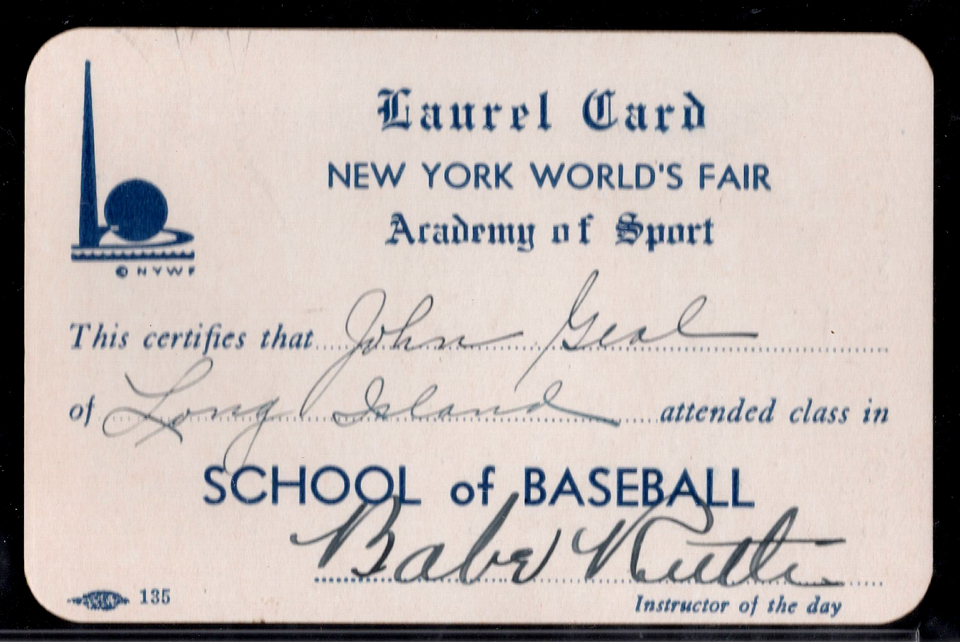 Laurel Card
NEW YORK WORLD'S FAIR
Academy of Sport
© NYWF
This certifies that John Geal
of Long Island attended class in
SCHOOL of BASEBALL
Babe Ruth
Instructor of the day
135